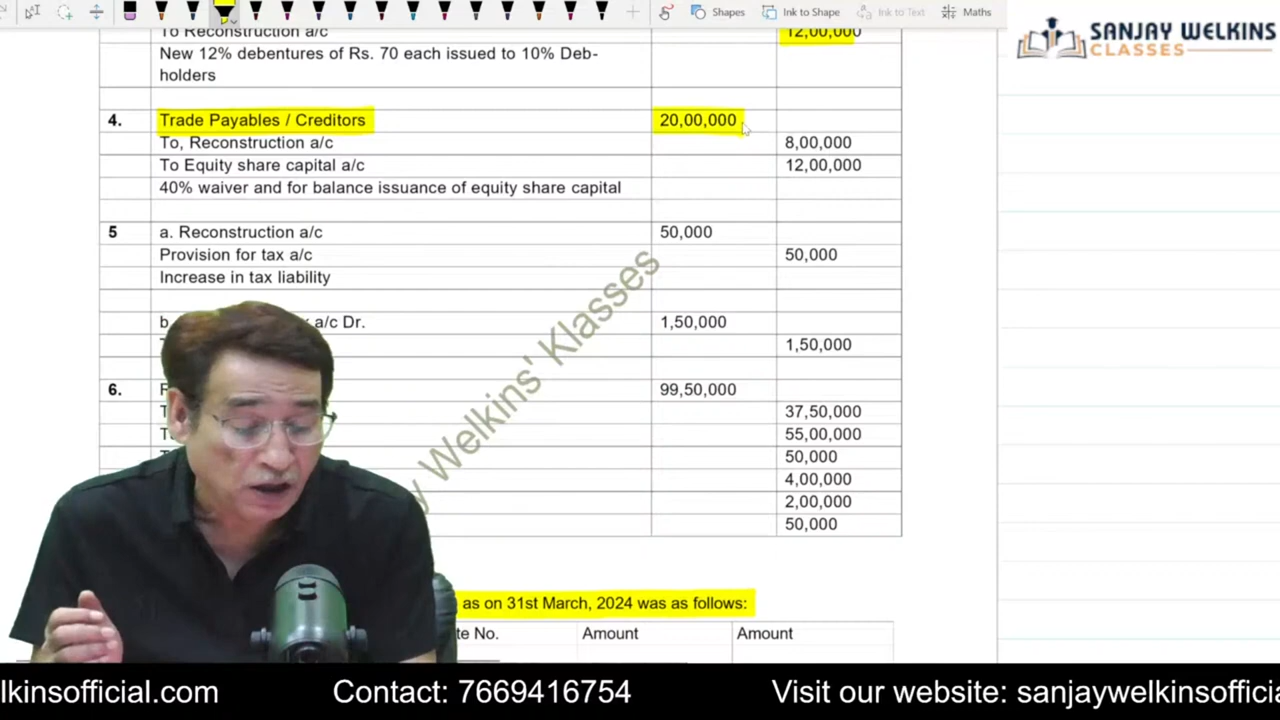 Shapes Ink to Shape Ink to Text Maths
SANJAY WELKINS
CLASSES
To Reconstruction a/c 12,00,000
New 12% debentures of Rs. 70 each issued to 10% Deb-
holders
4. Trade Payables / Creditors 20,00,000
To, Reconstruction a/c 8,00,000
To Equity share capital a/c 12,00,000
40% waiver and for balance issuance of equity share capital
5 a. Reconstruction a/c 50,000
Provision for tax a/c 50,000
Increase in tax liability
b a/c Dr. 1,50,000
1,50,000
6. 99,50,000
37,50,000
55,00,000
50,000
4,00,000
2,00,000
50,000
Welkins' Klasses
as on 31st March, 2024 was as follows:
te No. Amount Amount
elkinsofficial.com Contact: 7669416754 Visit our website: sanjaywelkinsofficia